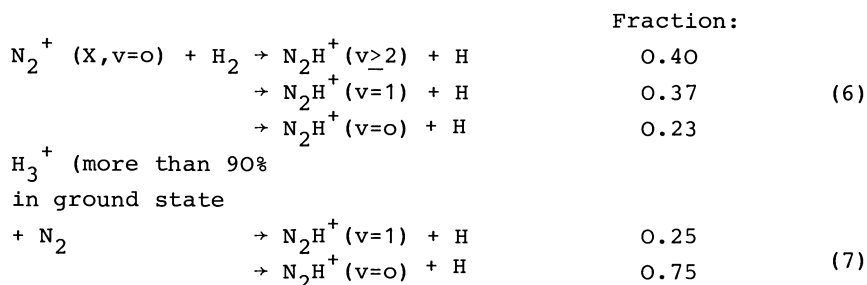 Fraction:
N₂⁺ (X,v=o) + H₂ → N₂H⁺(v≥2) + H 0.40
→ N₂H⁺(v=1) + H 0.37 (6)
→ N₂H⁺(v=o) + H 0.23
H₃⁺ (more than 90%
in ground state
+ N₂ → N₂H⁺(v=1) + H 0.25
→ N₂H⁺(v=o) + H 0.75 (7)